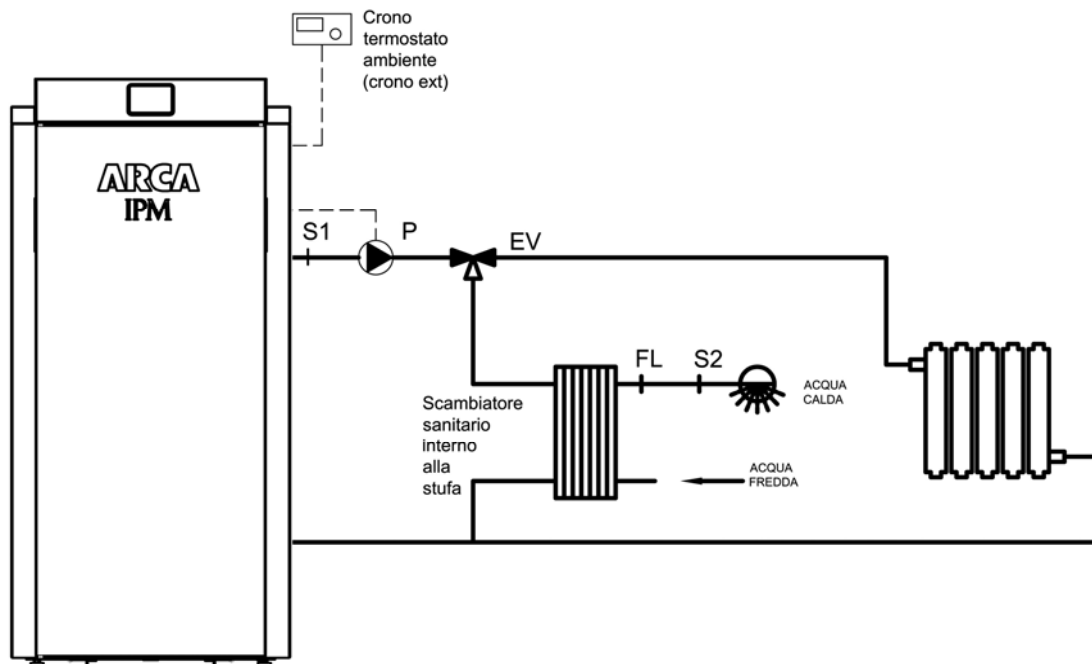 Crono
termostato
ambiente
(crono ext)
ARCA
IPM
S1
P
EV
FL
S2
ACQUA
CALDA
Scambiatore
sanitario
interno
alla
stufa
ACQUA
FREDDA